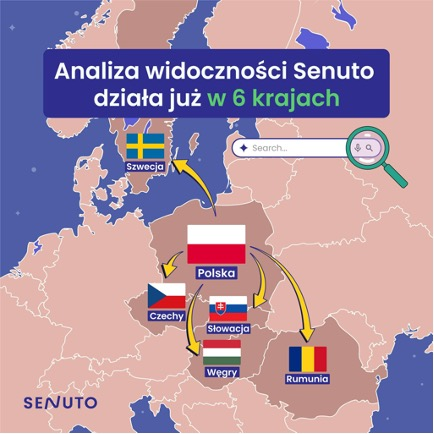 Analiza widoczności Senuto
działa już w 6 krajach
Search...
Szwecja
Polska
Czechy
Słowacja
Węgry
Rumunia
SENUTO